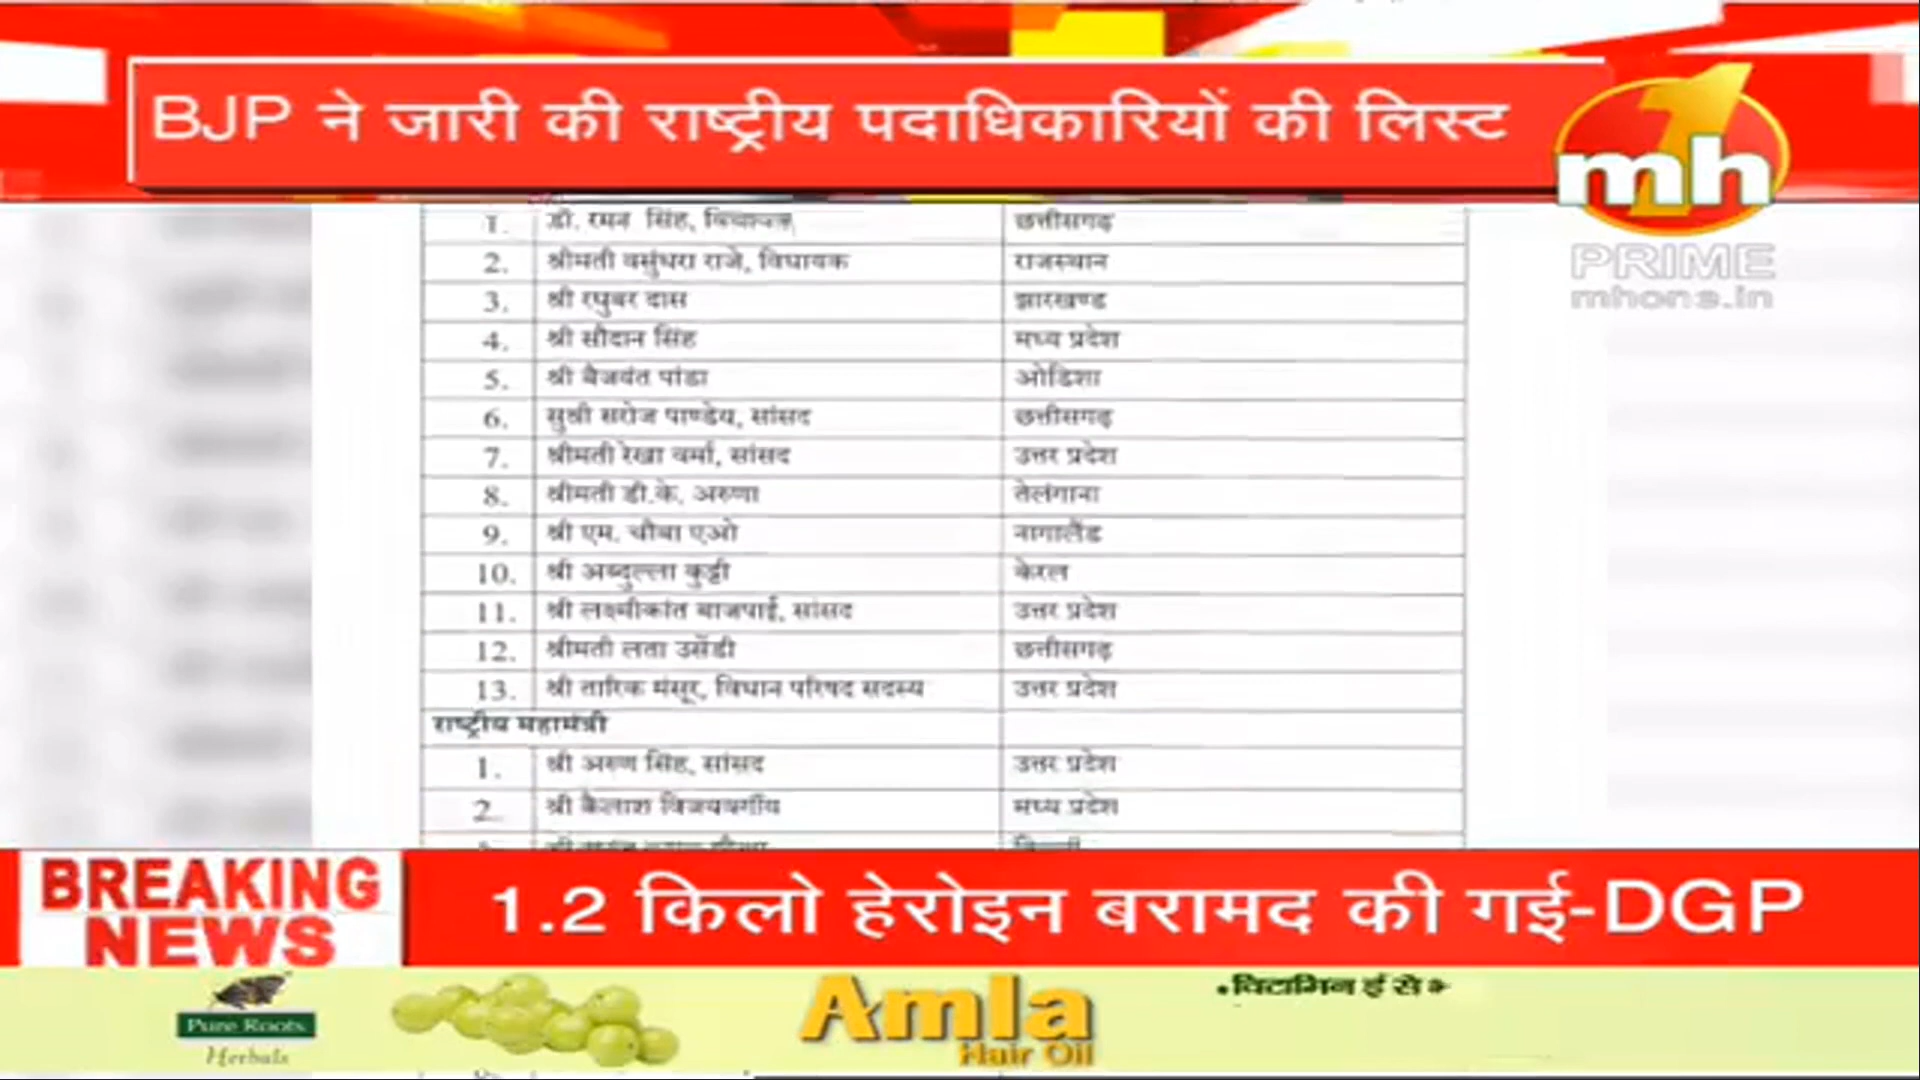 BJP ने जारी की राष्ट्रीय पदाधिकारियों की लिस्ट
1 mh
PRIME
mhone.in
1. डॉ. रमन सिंह, विधायक छत्तीसगढ़
2. श्रीमती वसुंधरा राजे, विधायक राजस्थान
3. श्री रघुबर दास झारखण्ड
4. श्री सौदान सिंह मध्य प्रदेश
5. श्री बैजयंत पांडा ओडिशा
6. सुश्री सरोज पाण्डेय, सांसद छत्तीसगढ़
7. श्रीमती रेखा वर्मा, सांसद उत्तर प्रदेश
8. श्रीमती डी.के. अरुणा तेलंगाना
9. श्री एम. चौबा एओ नागालैंड
10. श्री अब्दुल्ला कुट्टी केरल
11. श्री लक्ष्मीकांत बाजपाई, सांसद उत्तर प्रदेश
12. श्रीमती लता उसेंडी छत्तीसगढ़
13. श्री तारिक मंसूर, विधान परिषद सदस्य उत्तर प्रदेश
राष्ट्रीय महामंत्री
1. श्री अरुण सिंह, सांसद उत्तर प्रदेश
2. श्री कैलाश विजयवर्गीय मध्य प्रदेश
BREAKING NEWS
1.2 किलो हेरोइन बरामद की गई-DGP
Pure Roots
Herbals
Amla
Hair Oil
विटामिन ई से